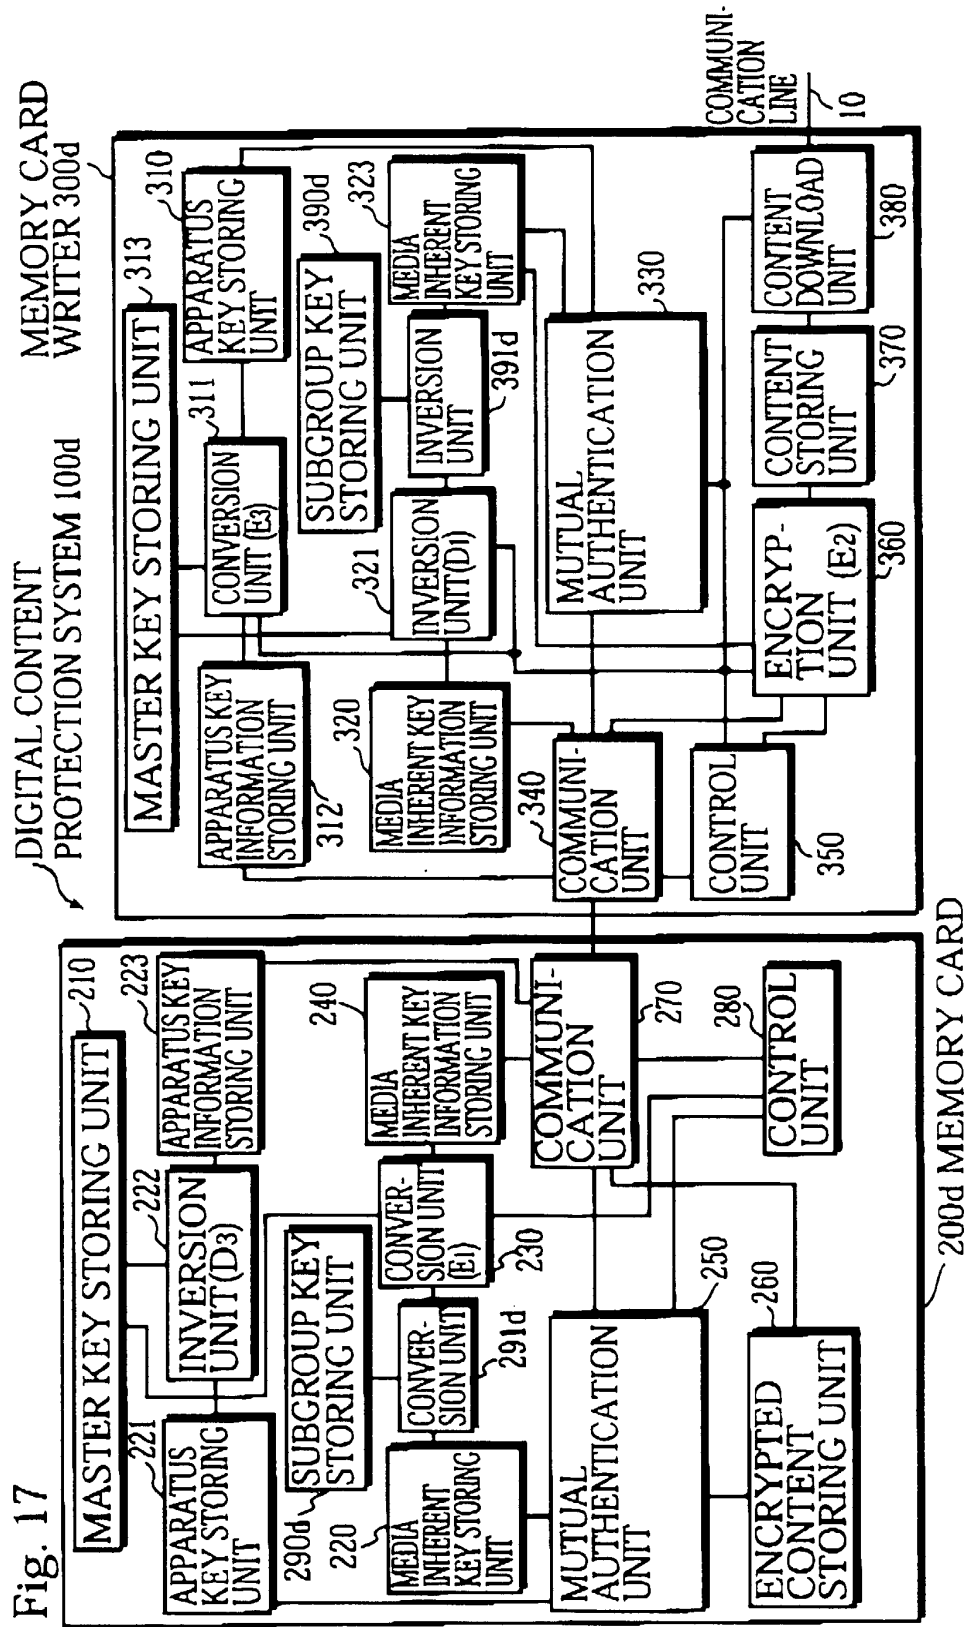 Fig. 17
DIGITAL CONTENT
PROTECTION SYSTEM 100d
MEMORY CARD
WRITER 300d
200d MEMORY CARD
MASTER KEY STORING UNIT
210
APPARATUS
KEY STORING
UNIT
221
INVERSION
UNIT(D3)
222
APPARATUS KEY
INFORMATION
STORING UNIT
223
SUBGROUP KEY
STORING UNIT
290d
MEDIA
INHERENT
KEY STORING
UNIT
220
CONVER-
SION UNIT
291d
CONVER-
SION UNIT
(E1)
230
MEDIA
INHERENT KEY
INFORMATION
STORING UNIT
240
MUTUAL
AUTHENTICATION
UNIT
250
COMMUNI-
CATION
UNIT
270
ENCRYPTED
CONTENT
STORING UNIT
260
CONTROL
UNIT
280
MASTER KEY STORING UNIT
313
APPARATUS KEY
INFORMATION
STORING UNIT
312
CONVERSION
UNIT (E3)
311
APPARATUS
KEY STORING
UNIT
310
SUBGROUP KEY
STORING UNIT
390d
MEDIA
INHERENT KEY
INFORMATION
STORING UNIT
320
INVERSION
UNIT(D1)
321
INVERSION
UNIT
391d
MEDIA
INHERENT
KEY STORING
UNIT
323
COMMUNI-
CATION
UNIT
340
MUTUAL
AUTHENTICATION
UNIT
330
CONTROL
UNIT
350
ENCRYP-
TION
UNIT (E2)
360
CONTENT
STORING
UNIT
370
CONTENT
DOWNLOAD
UNIT
380
COMMUNI-
CATION
LINE
10